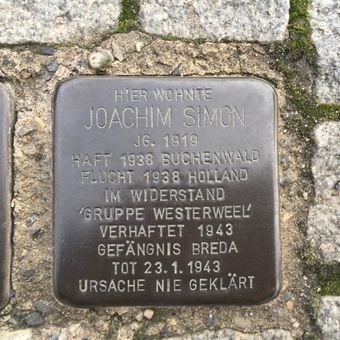 HIER WOHNTE
JOACHIM SIMON
JG. 1919
HAFT 1938 BUCHENWALD
FLUCHT 1938 HOLLAND
IM WIDERSTAND
'GRUPPE WESTERWEEL'
VERHAFTET 1943
GEFÄNGNIS BREDA
TOT 23.1.1943
URSACHE NIE GEKLÄRT